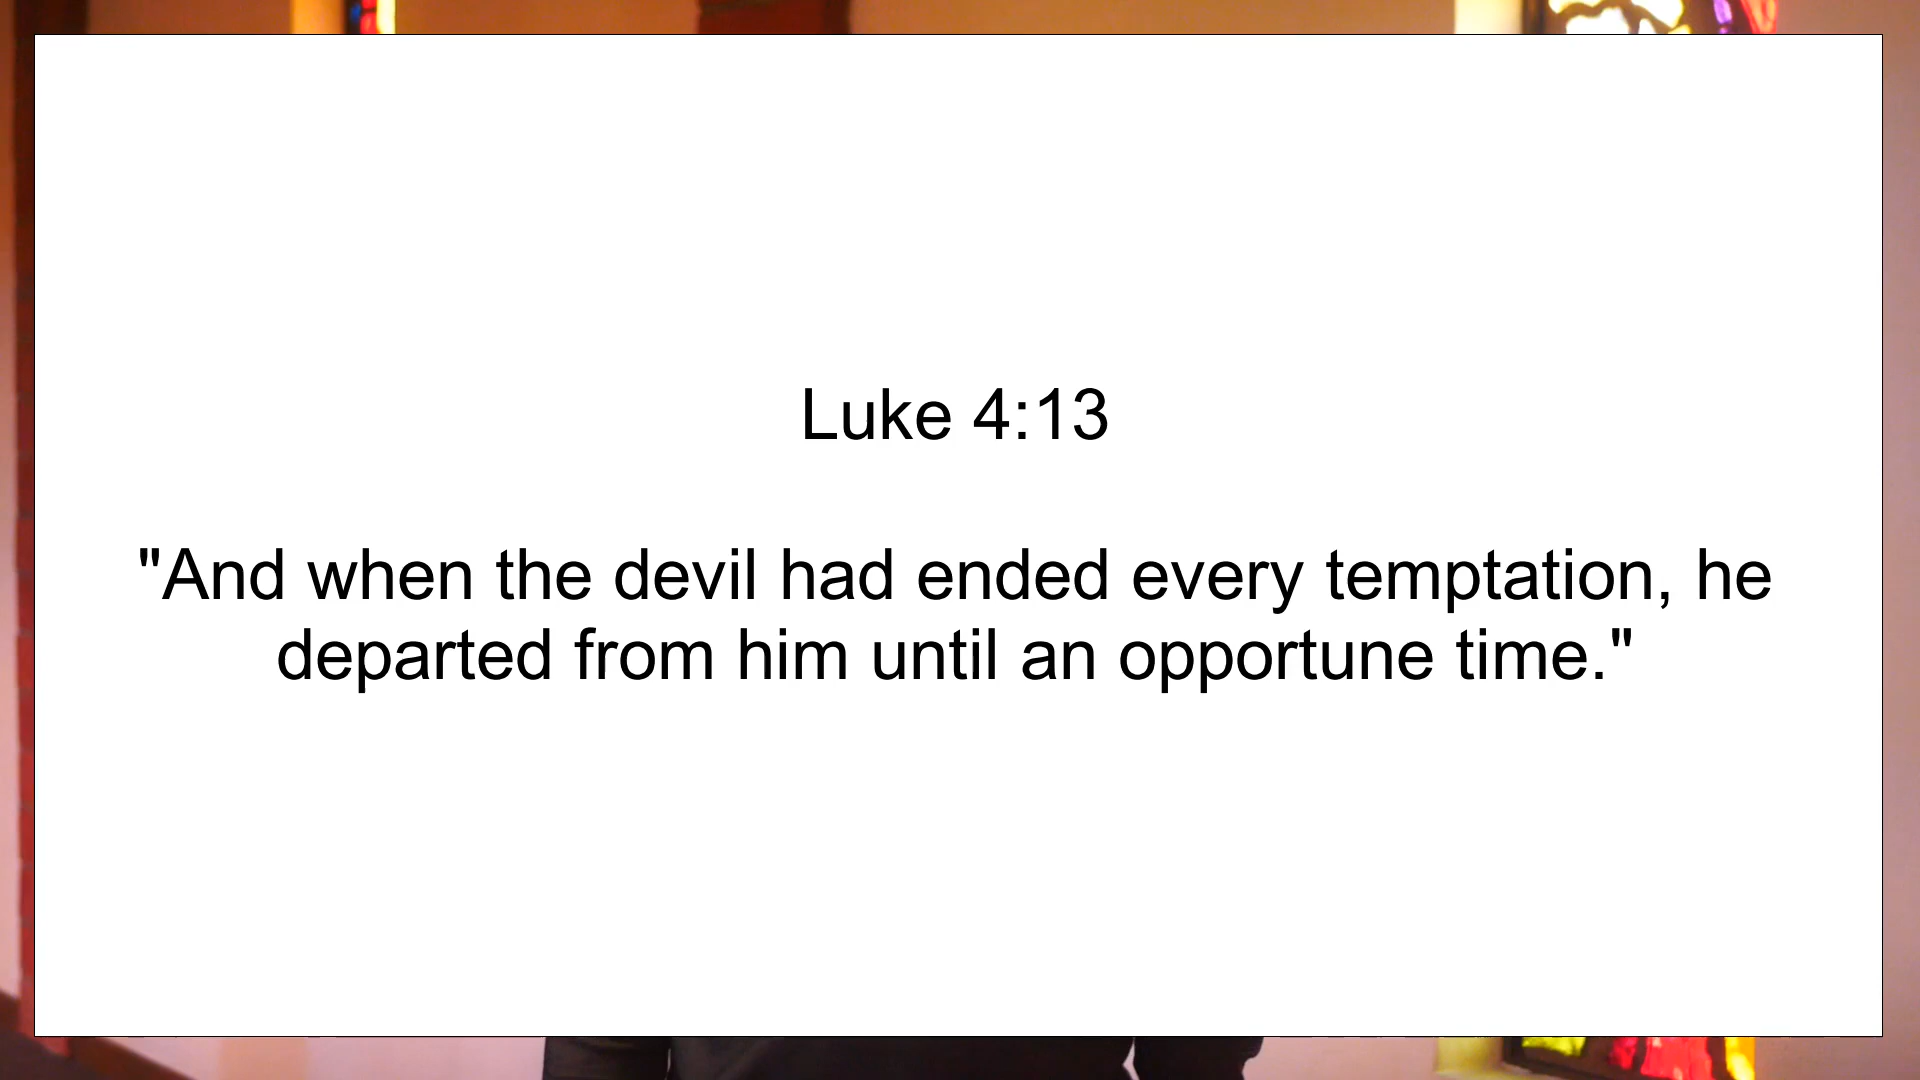 Luke 4:13
"And when the devil had ended every temptation, he
departed from him until an opportune time."